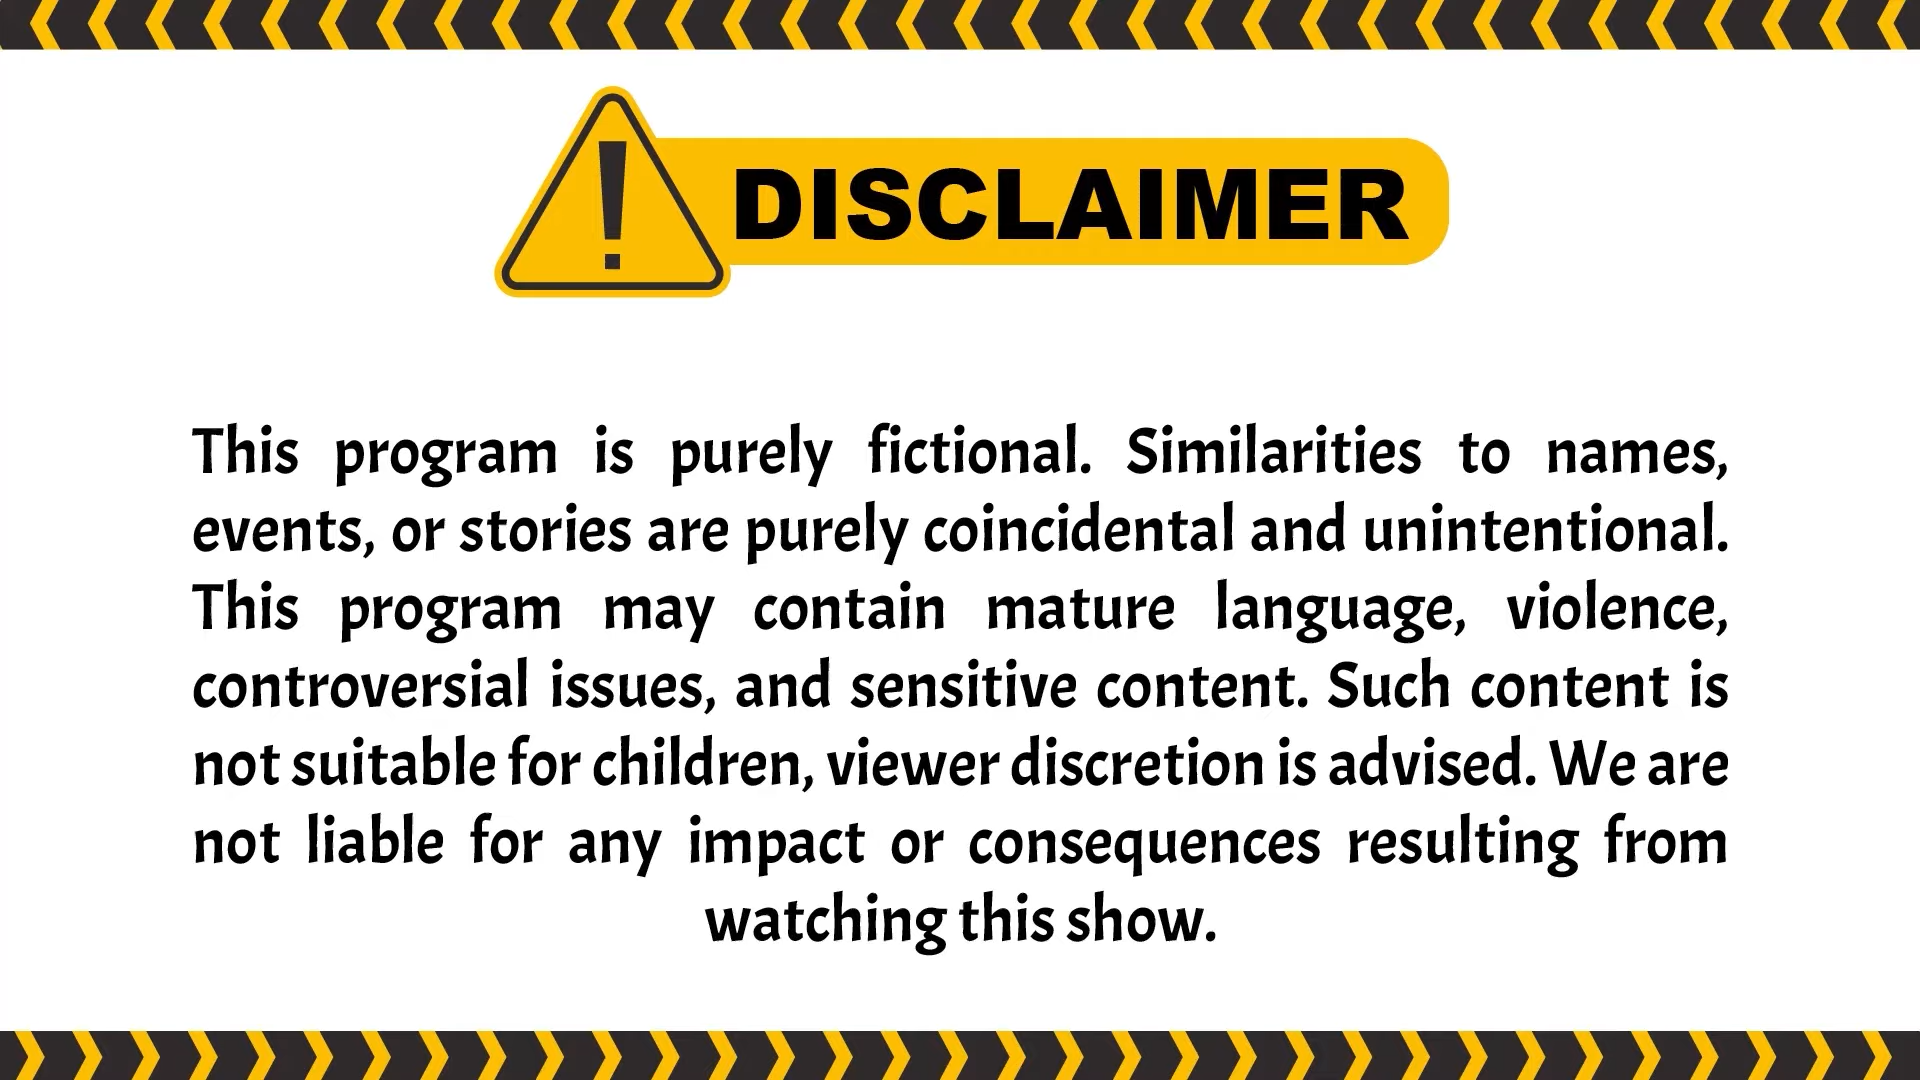 !
DISCLAIMER
This program is purely fictional. Similarities to names,
events, or stories are purely coincidental and unintentional.
This program may contain mature language, violence,
controversial issues, and sensitive content. Such content is
not suitable for children, viewer discretion is advised. We are
not liable for any impact or consequences resulting from
watching this show.